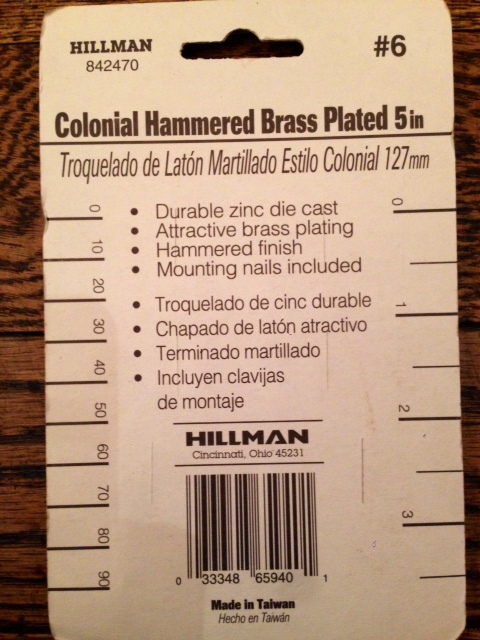 HILLMAN
842470
#6
Colonial Hammered Brass Plated 5in
Troquelado de Latón Martillado Estilo Colonial 127mm
• Durable zinc die cast
• Attractive brass plating
• Hammered finish
• Mounting nails included
• Troquelado de cinc durable
• Chapado de latón atractivo
• Terminado martillado
• Incluyen clavijas
de montaje
0
10
20
30
40
50
60
70
80
90
0
1
2
3
HILLMAN
Cincinnati, Ohio 45231
0 33348 65940 1
Made in Taiwan
Hecho en Taiwán